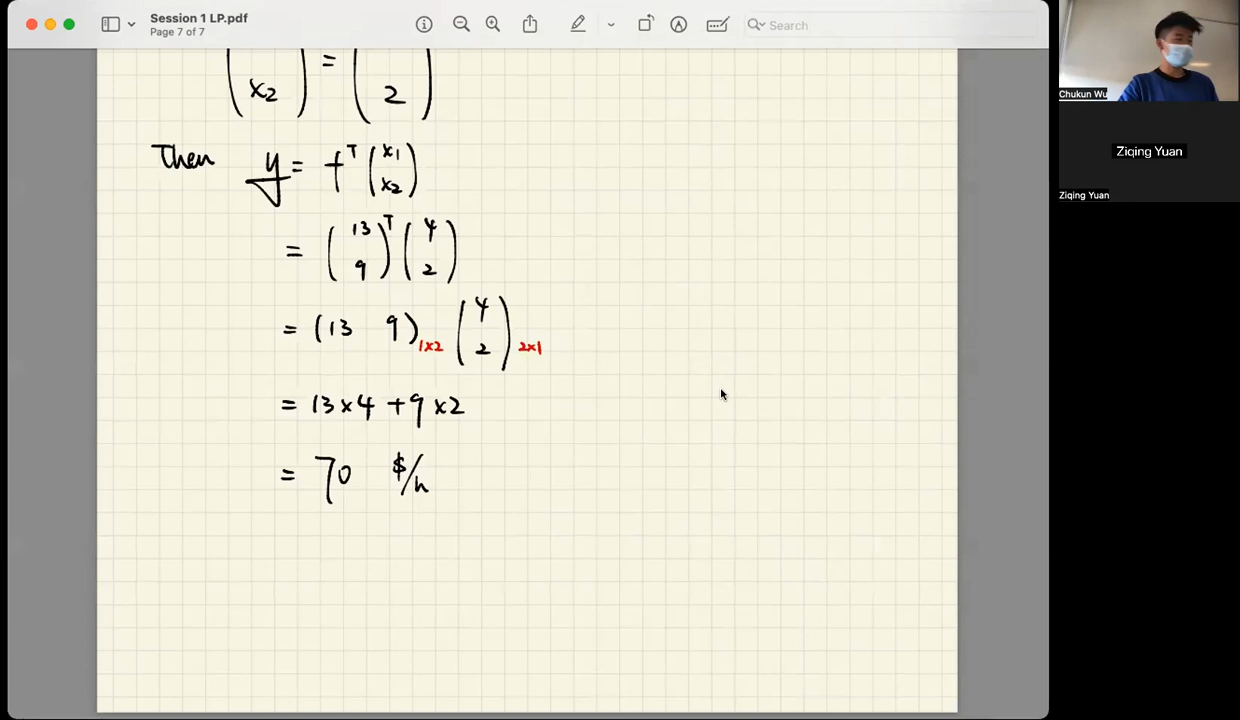 Session 1 LP.pdf
Page 7 of 7
Search
Chukun Wu
Ziqing Yuan
Ziqing Yuan
( x2 ) = ( 2 )
Then y = f^T (x1 x2)
= (13 9)^T (4 2)
= (13 9) 1x2 (4 2) 2x1
= 13x4 + 9x2
= 70 $/h